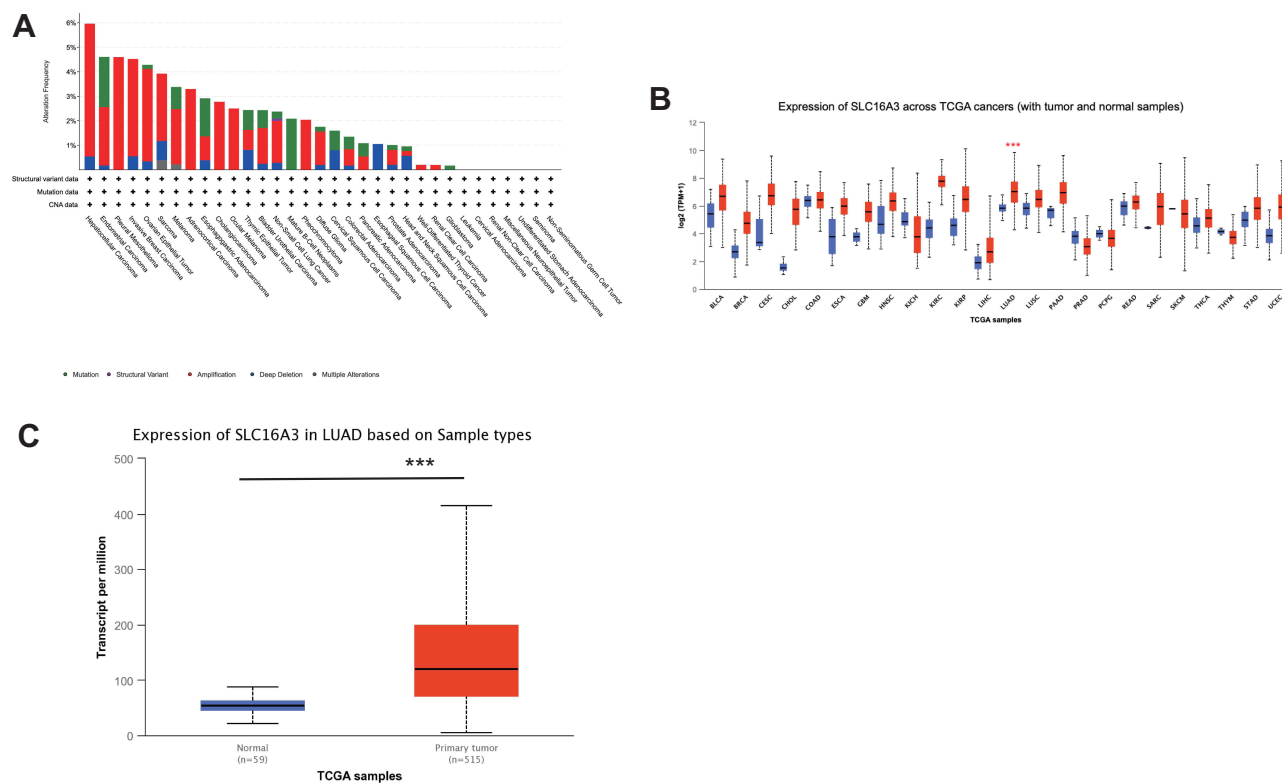 A
6%
5%
4%
3%
2%
1%
Alteration Frequency
Structural variant data
Mutation data
CNA data
Hepatocellular Carcinoma
Endometrial Carcinoma
Pleural Mesothelioma
Invasive Breast Carcinoma
Ovarian Epithelial Tumor
Sarcoma
Melanoma
Adrenocortical Carcinoma
Esophagogastric Adenocarcinoma
Cholangiocarcinoma
Ocular Melanoma
Thymic Epithelial Tumor
Bladder Urothelial Carcinoma
Non-Small Cell Lung Cancer
Mature B-Cell Neoplasms
Pheochromocytoma
Diffuse Glioma
Cervical Squamous Cell Carcinoma
Colorectal Adenocarcinoma
Pancreatic Adenocarcinoma
Esophageal Squamous Cell Carcinoma
Prostate Adenocarcinoma
Head and Neck Squamous Cell Carcinoma
Well-Differentiated Thyroid Cancer
Renal Clear Cell Carcinoma
Glioblastoma
Leukemia
Cervical Adenocarcinoma
Renal Non-Clear Cell Carcinoma
Miscellaneous Neuroepithelial Tumor
Undifferentiated Stomach Adenocarcinoma
Seminoma
Non-Seminomatous Germ Cell Tumor
Mutation Structural Variant Amplification Deep Deletion Multiple Alterations
B
Expression of SLC16A3 across TCGA cancers (with tumor and normal samples)
12
10
8
6
4
2
0
log2 (TPM+1)
***
BLCA
BRCA
CESC
CHOL
COAD
ESCA
GBM
HNSC
KICH
KIRC
KIRP
LIHC
LUAD
LUSC
PAAD
PRAD
PCPG
READ
SARC
SKCM
THCA
THYM
STAD
UCEC
TCGA samples
C
Expression of SLC16A3 in LUAD based on Sample types
***
500
400
300
200
100
0
Transcript per million
Normal
(n=59)
Primary tumor
(n=515)
TCGA samples